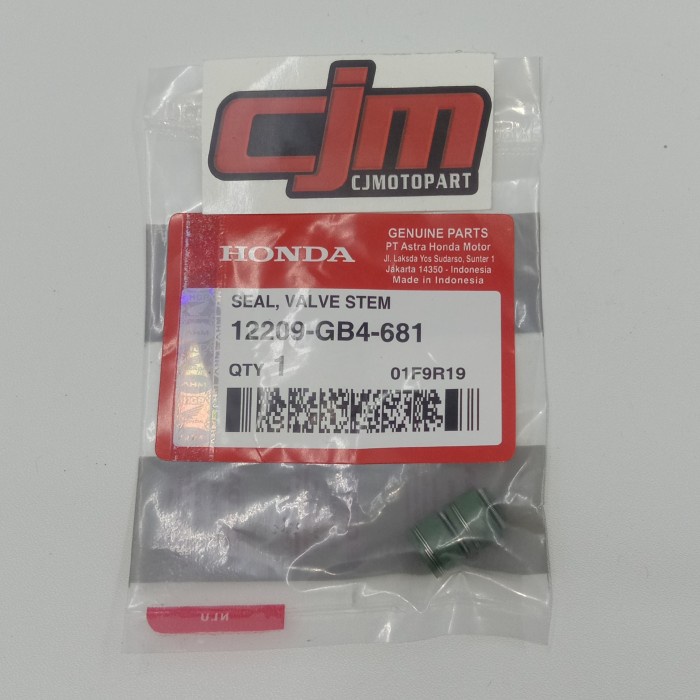 cjm
CJMOTOPART
HONDA
GENUINE PARTS
PT Astra Honda Motor
Jl. Laksda Yos Sudarso, Sunter 1
Jakarta 14350 - Indonesia
Made in Indonesia
SEAL, VALVE STEM
12209-GB4-681
QTY 1
01F9R19
NLU